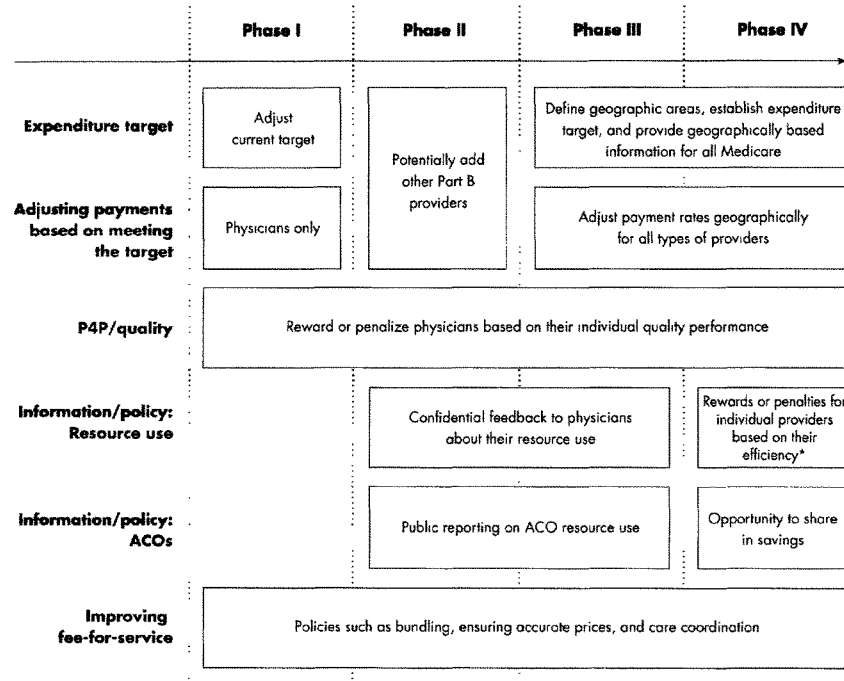 Phase I
Phase II
Phase III
Phase IV
Expenditure target
Adjust
current target
Potentially add
other Part B
providers
Define geographic areas, establish expenditure
target, and provide geographically based
information for all Medicare
Adjusting payments
based on meeting
the target
Physicians only
Adjust payment rates geographically
for all types of providers
P4P/quality
Reward or penalize physicians based on their individual quality performance
Information/policy:
Resource use
Confidential feedback to physicians
about their resource use
Rewards or penalties for
individual providers
based on their
efficiency*
Information/policy:
ACOs
Public reporting on ACO resource use
Opportunity to share
in savings
Improving
fee-for-service
Policies such as bundling, ensuring accurate prices, and care coordination